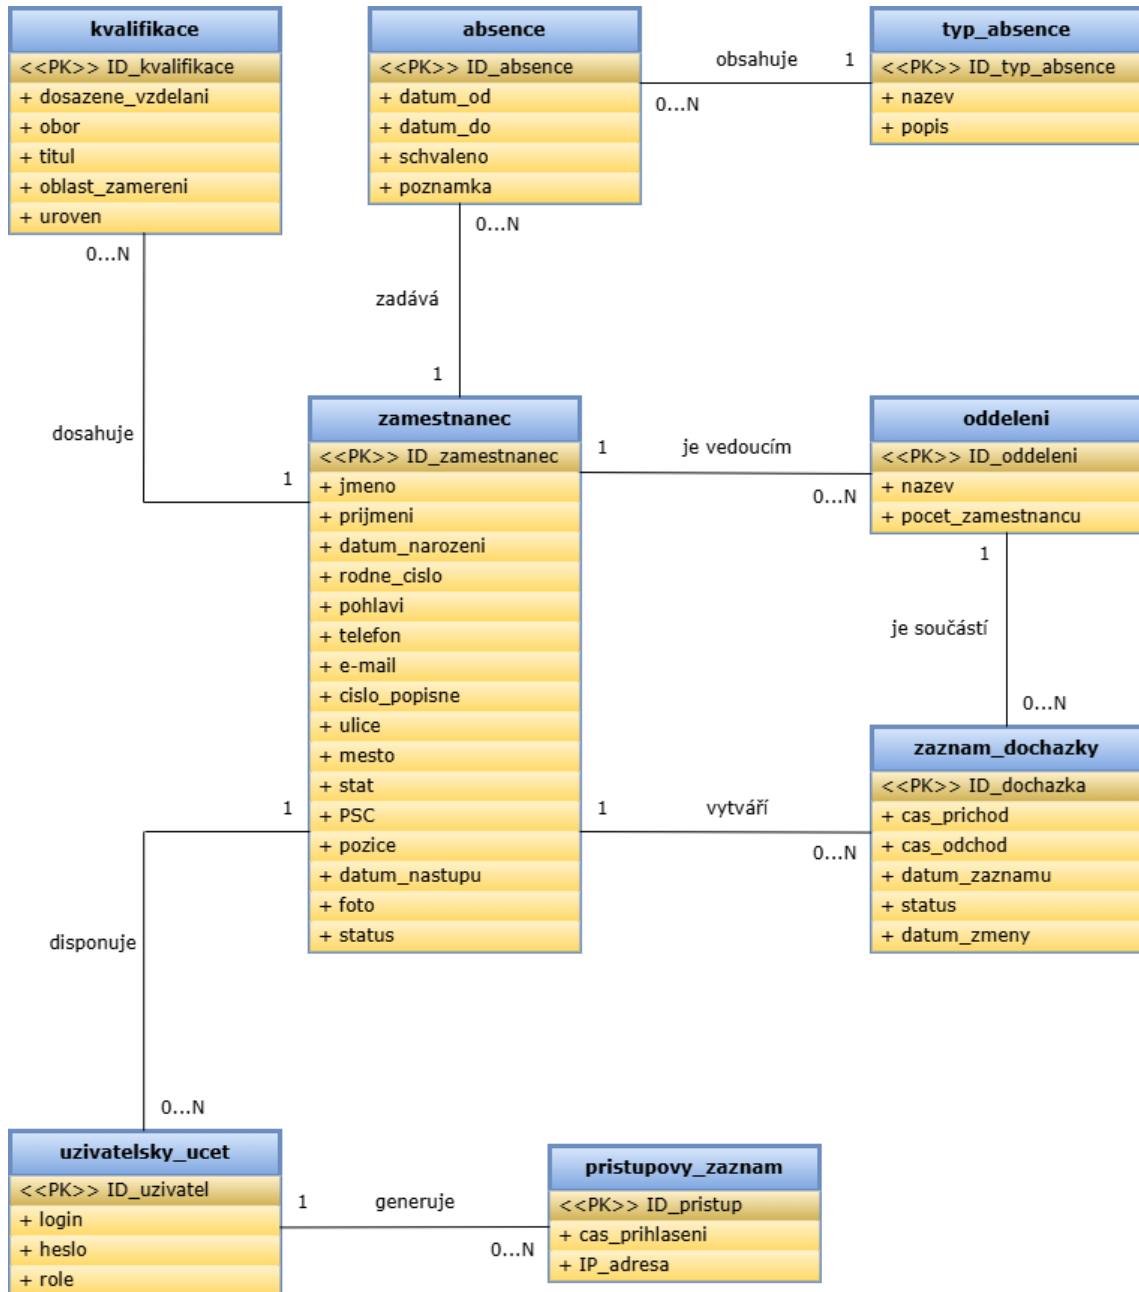 kvalifikace
<<PK>> ID_kvalifikace
+ dosazene_vzdelani
+ obor
+ titul
+ oblast_zamereni
+ uroven
0...N
absence
<<PK>> ID_absence
+ datum_od
+ datum_do
+ schvaleno
+ poznamka
0...N
obsahuje
1
0...N
typ_absence
<<PK>> ID_typ_absence
+ nazev
+ popis
zadává
1
dosahuje
1
zamestnanec
<<PK>> ID_zamestnanec
+ jmeno
+ prijmeni
+ datum_narozeni
+ rodne_cislo
+ pohlavi
+ telefon
+ e-mail
+ cislo_popisne
+ ulice
+ mesto
+ stat
+ PSC
+ pozice
+ datum_nastupu
+ foto
+ status
1
je vedoucím
0...N
oddeleni
<<PK>> ID_oddeleni
+ nazev
+ pocet_zamestnancu
1
je součástí
0...N
zaznam_dochazky
<<PK>> ID_dochazka
+ cas_prichod
+ cas_odchod
+ datum_zaznamu
+ status
+ datum_zmeny
1
vytváří
0...N
1
disponuje
0...N
uzivatelsky_ucet
<<PK>> ID_uzivatel
+ login
+ heslo
+ role
1
generuje
0...N
pristupovy_zaznam
<<PK>> ID_pristup
+ cas_prihlaseni
+ IP_adresa